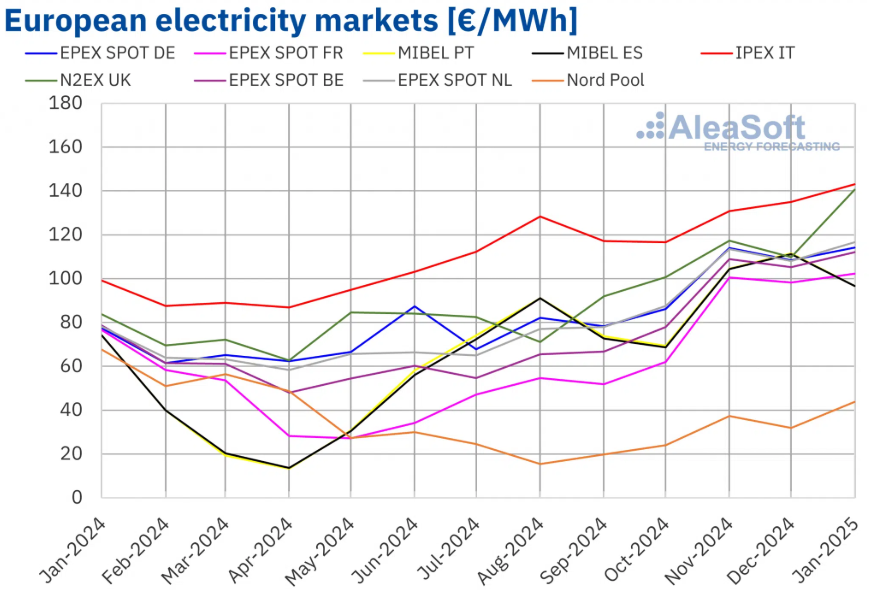 European electricity markets [€/MWh]
EPEX SPOT DE EPEX SPOT FR MIBEL PT MIBEL ES IPEX IT
N2EX UK EPEX SPOT BE EPEX SPOT NL Nord Pool
180
AleaSoft
ENERGY FORECASTING
160
140
120
100
80
60
40
20
0
Jan-2024
Feb-2024
Mar-2024
Apr-2024
May-2024
Jun-2024
Jul-2024
Aug-2024
Sep-2024
Oct-2024
Nov-2024
Dec-2024
Jan-2025